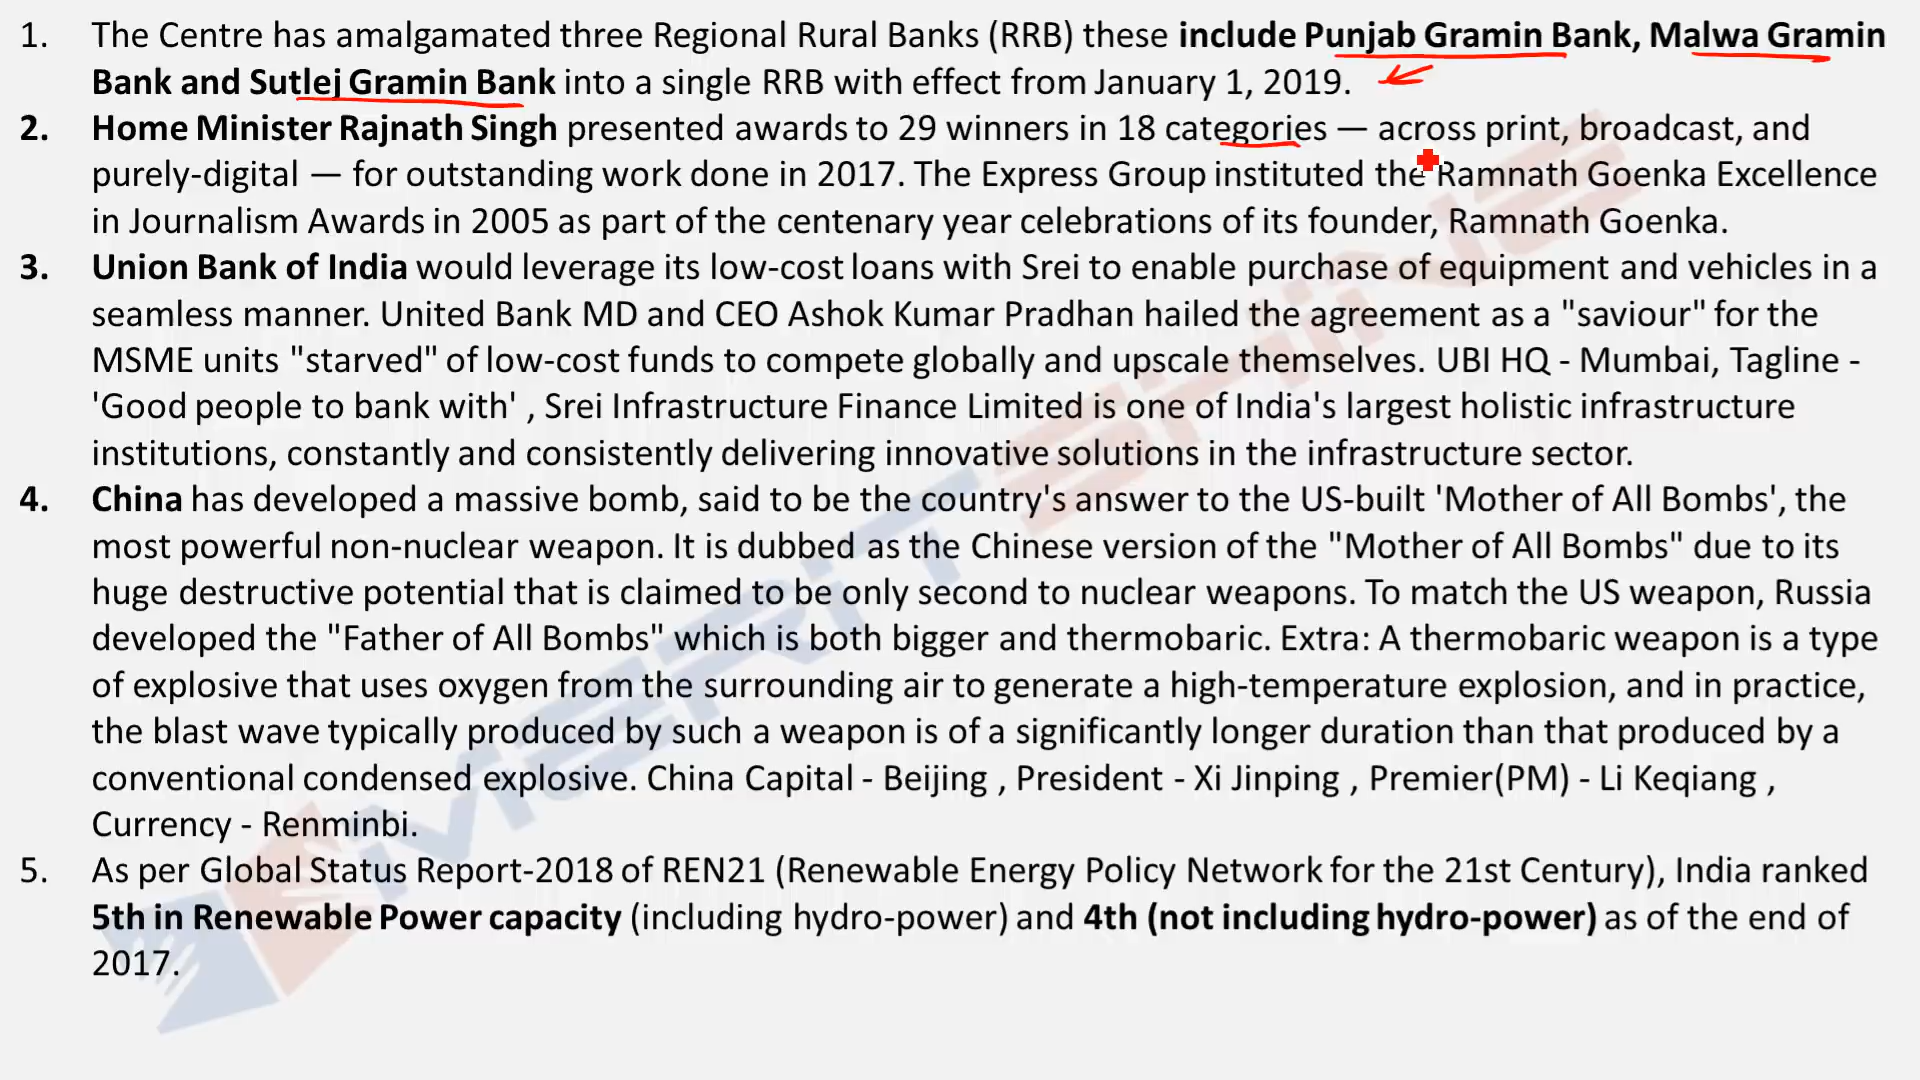 1. The Centre has amalgamated three Regional Rural Banks (RRB) these include Punjab Gramin Bank, Malwa Gramin
Bank and Sutlej Gramin Bank into a single RRB with effect from January 1, 2019.
2. Home Minister Rajnath Singh presented awards to 29 winners in 18 categories — across print, broadcast, and
purely-digital — for outstanding work done in 2017. The Express Group instituted the Ramnath Goenka Excellence
in Journalism Awards in 2005 as part of the centenary year celebrations of its founder, Ramnath Goenka.
3. Union Bank of India would leverage its low-cost loans with Srei to enable purchase of equipment and vehicles in a
seamless manner. United Bank MD and CEO Ashok Kumar Pradhan hailed the agreement as a "saviour" for the
MSME units "starved" of low-cost funds to compete globally and upscale themselves. UBI HQ - Mumbai, Tagline -
'Good people to bank with' , Srei Infrastructure Finance Limited is one of India's largest holistic infrastructure
institutions, constantly and consistently delivering innovative solutions in the infrastructure sector.
4. China has developed a massive bomb, said to be the country's answer to the US-built 'Mother of All Bombs', the
most powerful non-nuclear weapon. It is dubbed as the Chinese version of the "Mother of All Bombs" due to its
huge destructive potential that is claimed to be only second to nuclear weapons. To match the US weapon, Russia
developed the "Father of All Bombs" which is both bigger and thermobaric. Extra: A thermobaric weapon is a type
of explosive that uses oxygen from the surrounding air to generate a high-temperature explosion, and in practice,
the blast wave typically produced by such a weapon is of a significantly longer duration than that produced by a
conventional condensed explosive. China Capital - Beijing , President - Xi Jinping , Premier(PM) - Li Keqiang ,
Currency - Renminbi.
5. As per Global Status Report-2018 of REN21 (Renewable Energy Policy Network for the 21st Century), India ranked
5th in Renewable Power capacity (including hydro-power) and 4th (not including hydro-power) as of the end of
2017.
MERIT SHINE